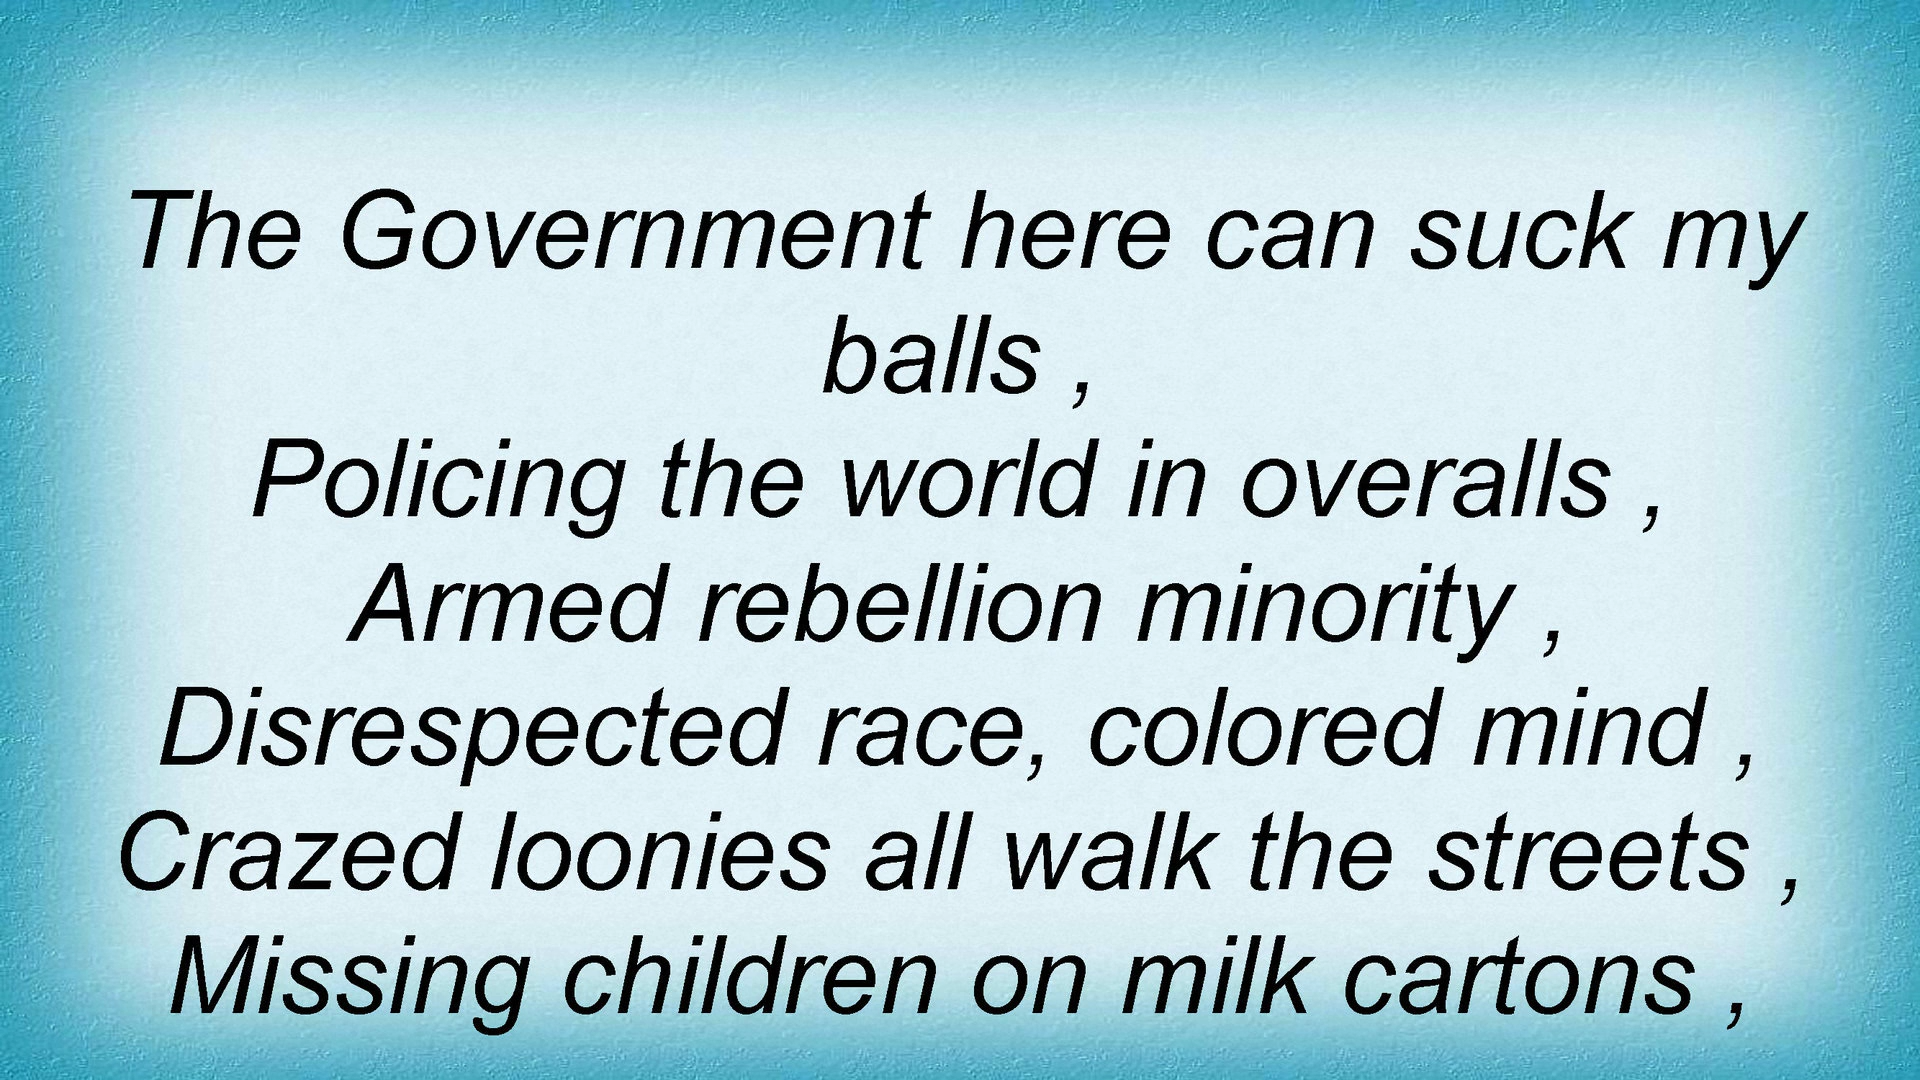 The Government here can suck my
balls ,
Policing the world in overalls ,
Armed rebellion minority ,
Disrespected race, colored mind ,
Crazed loonies all walk the streets ,
Missing children on milk cartons ,